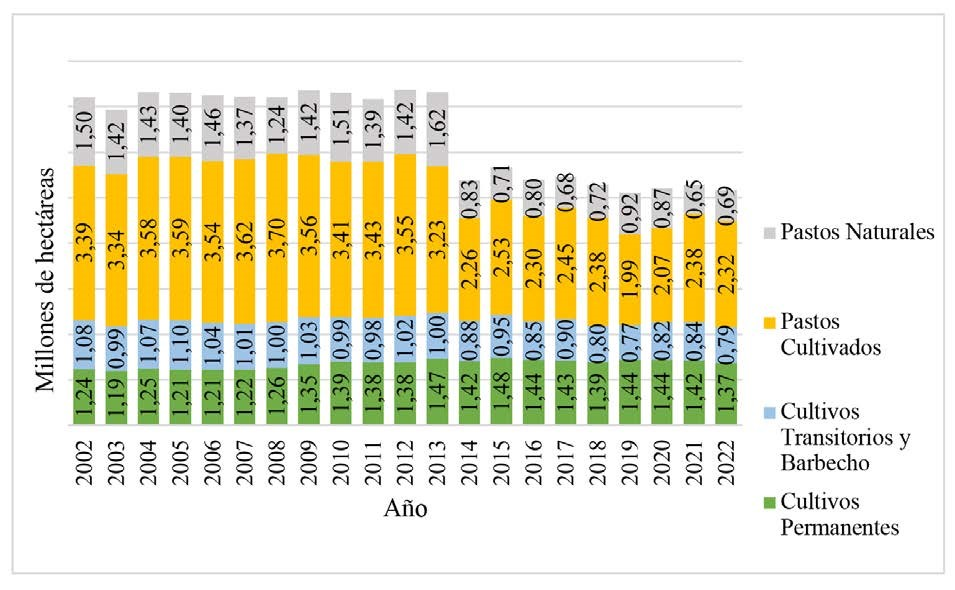 Millones de hectáreas
1,50 1,42 1,43 1,40 1,46 1,37 1,24 1,42 1,51 1,39 1,42 1,62 0,83 0,71 0,80 0,68 0,72 0,92 0,87 0,65 0,69
3,39 3,34 3,58 3,59 3,54 3,62 3,70 3,56 3,41 3,43 3,55 3,23 2,26 2,53 2,30 2,45 2,38 1,99 2,07 2,38 2,32
1,08 0,99 1,07 1,10 1,04 1,01 1,00 1,03 0,99 0,98 1,02 1,00 0,88 0,95 0,85 0,90 0,80 0,77 0,82 0,84 0,79
1,24 1,19 1,25 1,21 1,21 1,22 1,26 1,35 1,39 1,38 1,38 1,47 1,42 1,48 1,44 1,43 1,39 1,44 1,44 1,42 1,37
2002 2003 2004 2005 2006 2007 2008 2009 2010 2011 2012 2013 2014 2015 2016 2017 2018 2019 2020 2021 2022
Año
Pastos Naturales
Pastos
Cultivados
Cultivos
Transitorios y
Barbecho
Cultivos
Permanentes